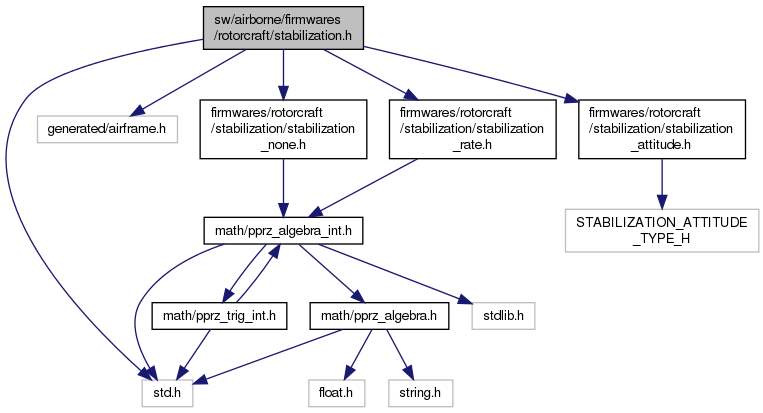 sw/airborne/firmwares
/rotorcraft/stabilization.h
generated/airframe.h
firmwares/rotorcraft
/stabilization/stabilization
_none.h
firmwares/rotorcraft
/stabilization/stabilization
_rate.h
firmwares/rotorcraft
/stabilization/stabilization
_attitude.h
math/pprz_algebra_int.h
STABILIZATION_ATTITUDE
_TYPE_H
math/pprz_trig_int.h
math/pprz_algebra.h
stdlib.h
std.h
float.h
string.h